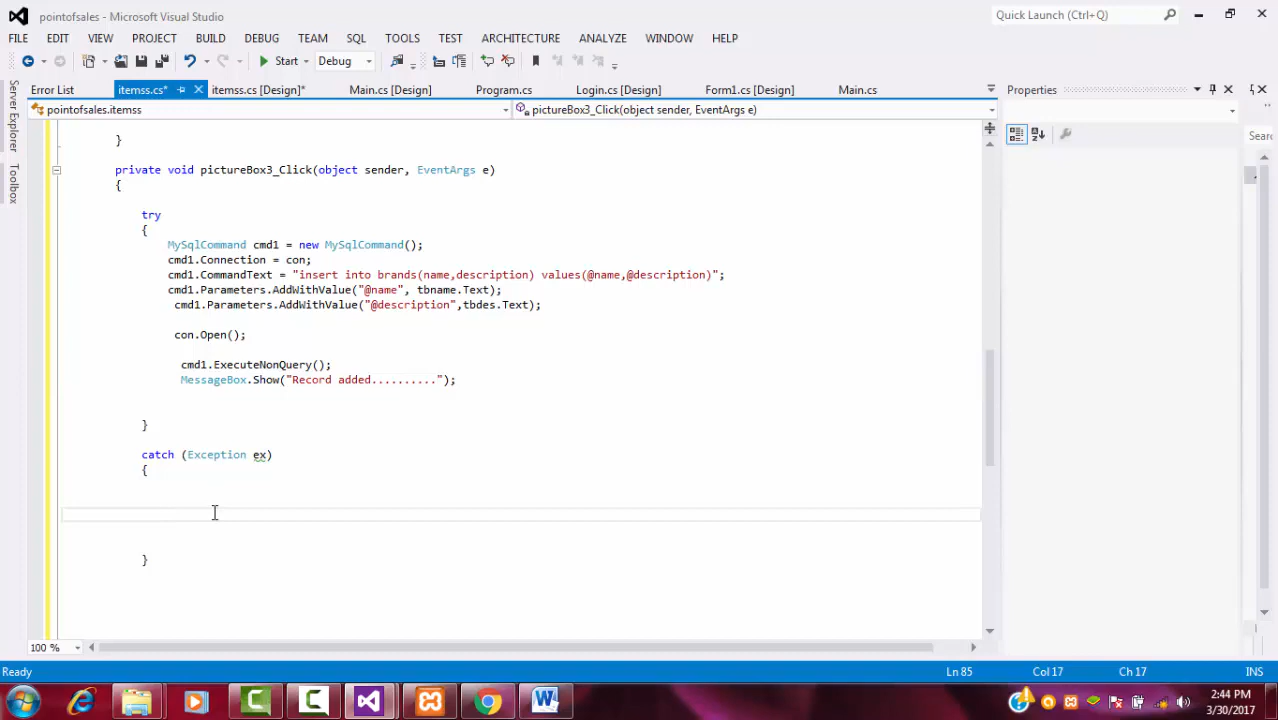 pointofsales - Microsoft Visual Studio
Quick Launch (Ctrl+Q)
FILE EDIT VIEW PROJECT BUILD DEBUG TEAM SQL TOOLS TEST ARCHITECTURE ANALYZE WINDOW HELP
Start Debug
Server Explorer
Toolbox
Error List itemss.cs* itemss.cs [Design]* Main.cs [Design] Program.cs Login.cs [Design] Form1.cs [Design] Main.cs
Properties
pointofsales.itemss pictureBox3_Click(object sender, EventArgs e)
}
private void pictureBox3_Click(object sender, EventArgs e)
{
try
{
MySqlCommand cmd1 = new MySqlCommand();
cmd1.Connection = con;
cmd1.CommandText = "insert into brands(name,description) values(@name,@description)";
cmd1.Parameters.AddWithValue("@name", tbname.Text);
cmd1.Parameters.AddWithValue("@description",tbdes.Text);
con.Open();
cmd1.ExecuteNonQuery();
MessageBox.Show("Record added..........");
}
catch (Exception ex)
{
}
100 %
Ready Ln 85 Col 17 Ch 17 INS
2:44 PM
3/30/2017